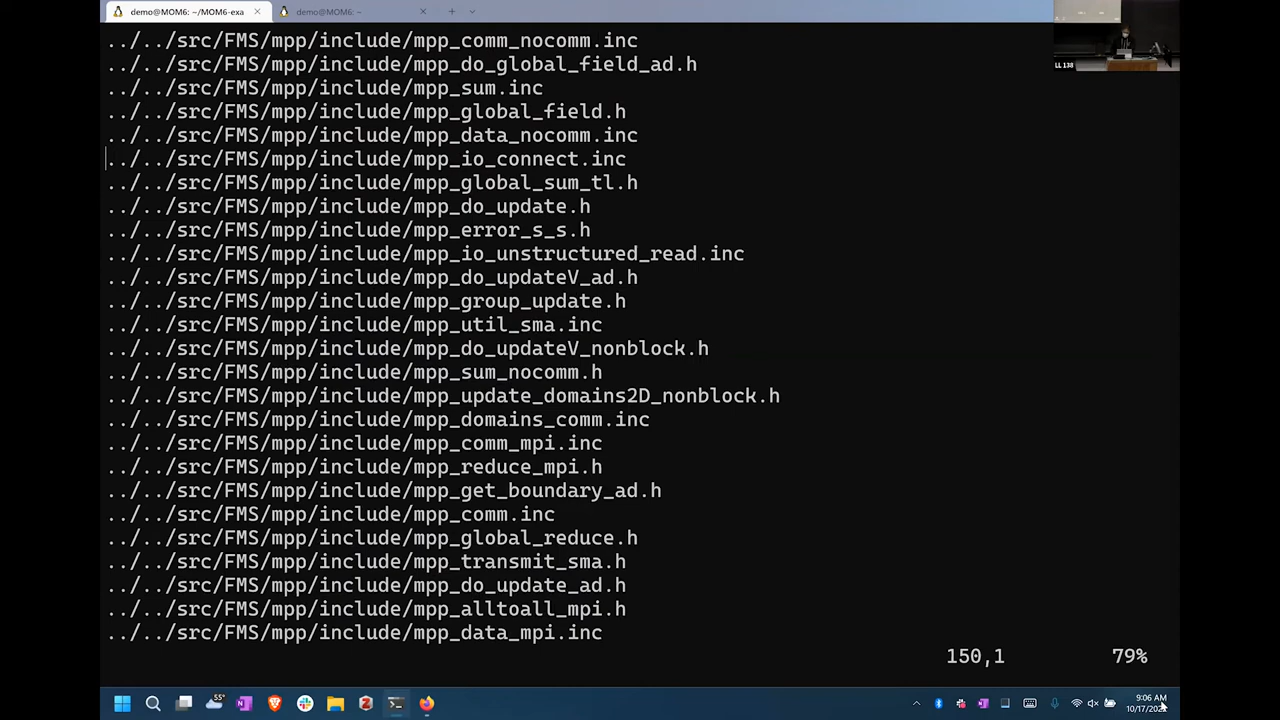 demo@MOM6: ~/MOM6-exa
demo@MOM6: ~
../../src/FMS/mpp/include/mpp_comm_nocomm.inc
../../src/FMS/mpp/include/mpp_do_global_field_ad.h
../../src/FMS/mpp/include/mpp_sum.inc
../../src/FMS/mpp/include/mpp_global_field.h
../../src/FMS/mpp/include/mpp_data_nocomm.inc
../../src/FMS/mpp/include/mpp_io_connect.inc
../../src/FMS/mpp/include/mpp_global_sum_tl.h
../../src/FMS/mpp/include/mpp_do_update.h
../../src/FMS/mpp/include/mpp_error_s_s.h
../../src/FMS/mpp/include/mpp_io_unstructured_read.inc
../../src/FMS/mpp/include/mpp_do_updateV_ad.h
../../src/FMS/mpp/include/mpp_group_update.h
../../src/FMS/mpp/include/mpp_util_sma.inc
../../src/FMS/mpp/include/mpp_do_updateV_nonblock.h
../../src/FMS/mpp/include/mpp_sum_nocomm.h
../../src/FMS/mpp/include/mpp_update_domains2D_nonblock.h
../../src/FMS/mpp/include/mpp_domains_comm.inc
../../src/FMS/mpp/include/mpp_comm_mpi.inc
../../src/FMS/mpp/include/mpp_reduce_mpi.h
../../src/FMS/mpp/include/mpp_get_boundary_ad.h
../../src/FMS/mpp/include/mpp_comm.inc
../../src/FMS/mpp/include/mpp_global_reduce.h
../../src/FMS/mpp/include/mpp_transmit_sma.h
../../src/FMS/mpp/include/mpp_do_update_ad.h
../../src/FMS/mpp/include/mpp_alltoall_mpi.h
../../src/FMS/mpp/include/mpp_data_mpi.inc
150,1 79%
LL 138
55°
9:06 AM